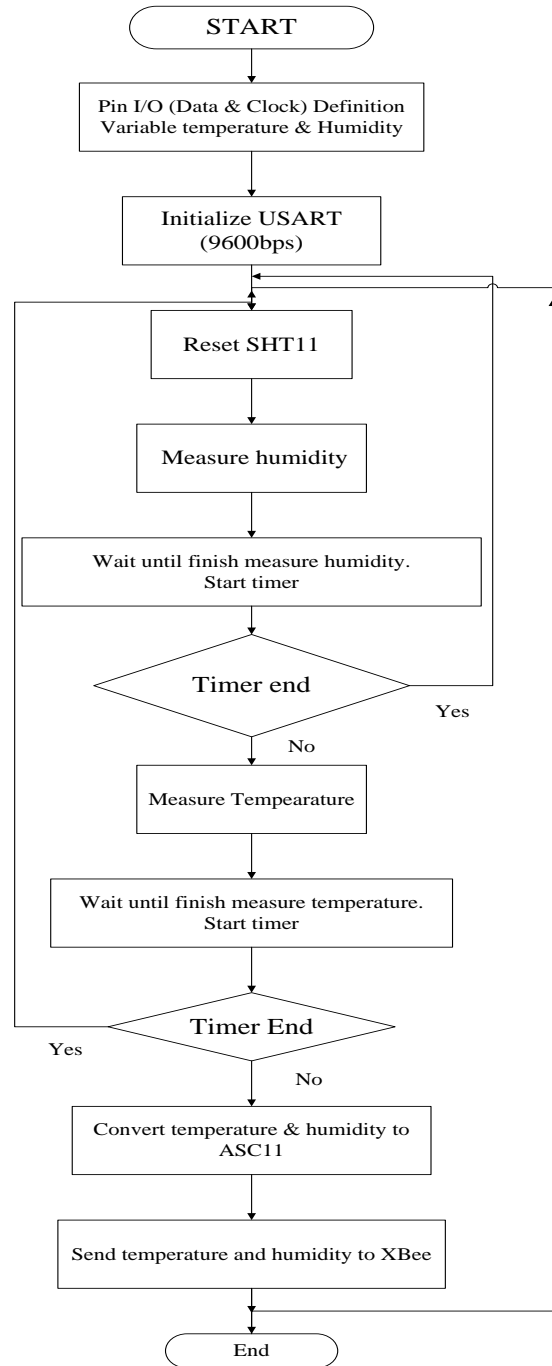 START
Pin I/O (Data & Clock) Definition
Variable temperature & Humidity
Initialize USART
(9600bps)
Reset SHT11
Measure humidity
Wait until finish measure humidity.
Start timer
Timer end
Yes
No
Measure Tempearature
Wait until finish measure temperature.
Start timer
Timer End
Yes
No
Convert temperature & humidity to
ASC11
Send temperature and humidity to XBee
End